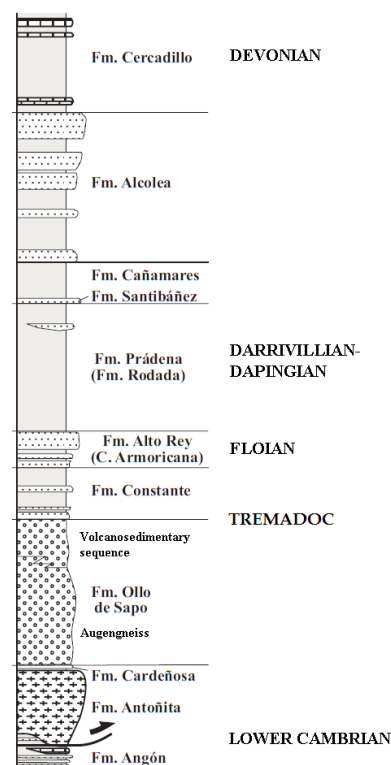 Fm. Cercadillo DEVONIAN
Fm. Alcolea
Fm. Cañamares
Fm. Santibáñez
Fm. Prádena DARRIVILLIAN-
(Fm. Rodada) DAPINGIAN
Fm. Alto Rey FLOIAN
(C. Armoricana)
Fm. Constante
TREMADOC
Volcanosedimentary
sequence
Fm. Ollo
de Sapo
Augengneiss
Fm. Cardeñosa
Fm. Antoñita
LOWER CAMBRIAN
Fm. Angón